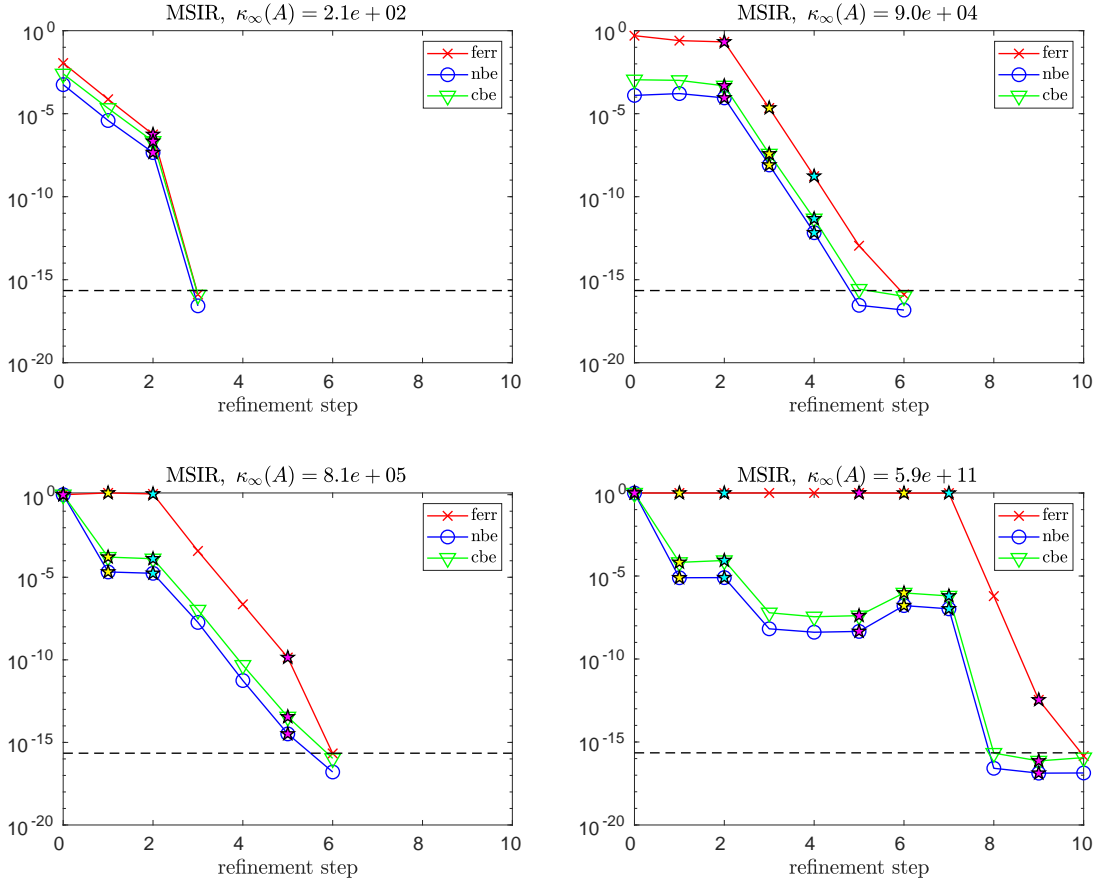 MSIR, κ∞(A) = 2.1e + 02
10^0
10^-5
10^-10
10^-15
10^-20
ferr
nbe
cbe
0 2 4 6 8 10
refinement step
MSIR, κ∞(A) = 9.0e + 04
10^0
10^-5
10^-10
10^-15
10^-20
ferr
nbe
cbe
0 2 4 6 8 10
refinement step
MSIR, κ∞(A) = 8.1e + 05
10^0
10^-5
10^-10
10^-15
10^-20
ferr
nbe
cbe
0 2 4 6 8 10
refinement step
MSIR, κ∞(A) = 5.9e + 11
10^0
10^-5
10^-10
10^-15
10^-20
ferr
nbe
cbe
0 2 4 6 8 10
refinement step